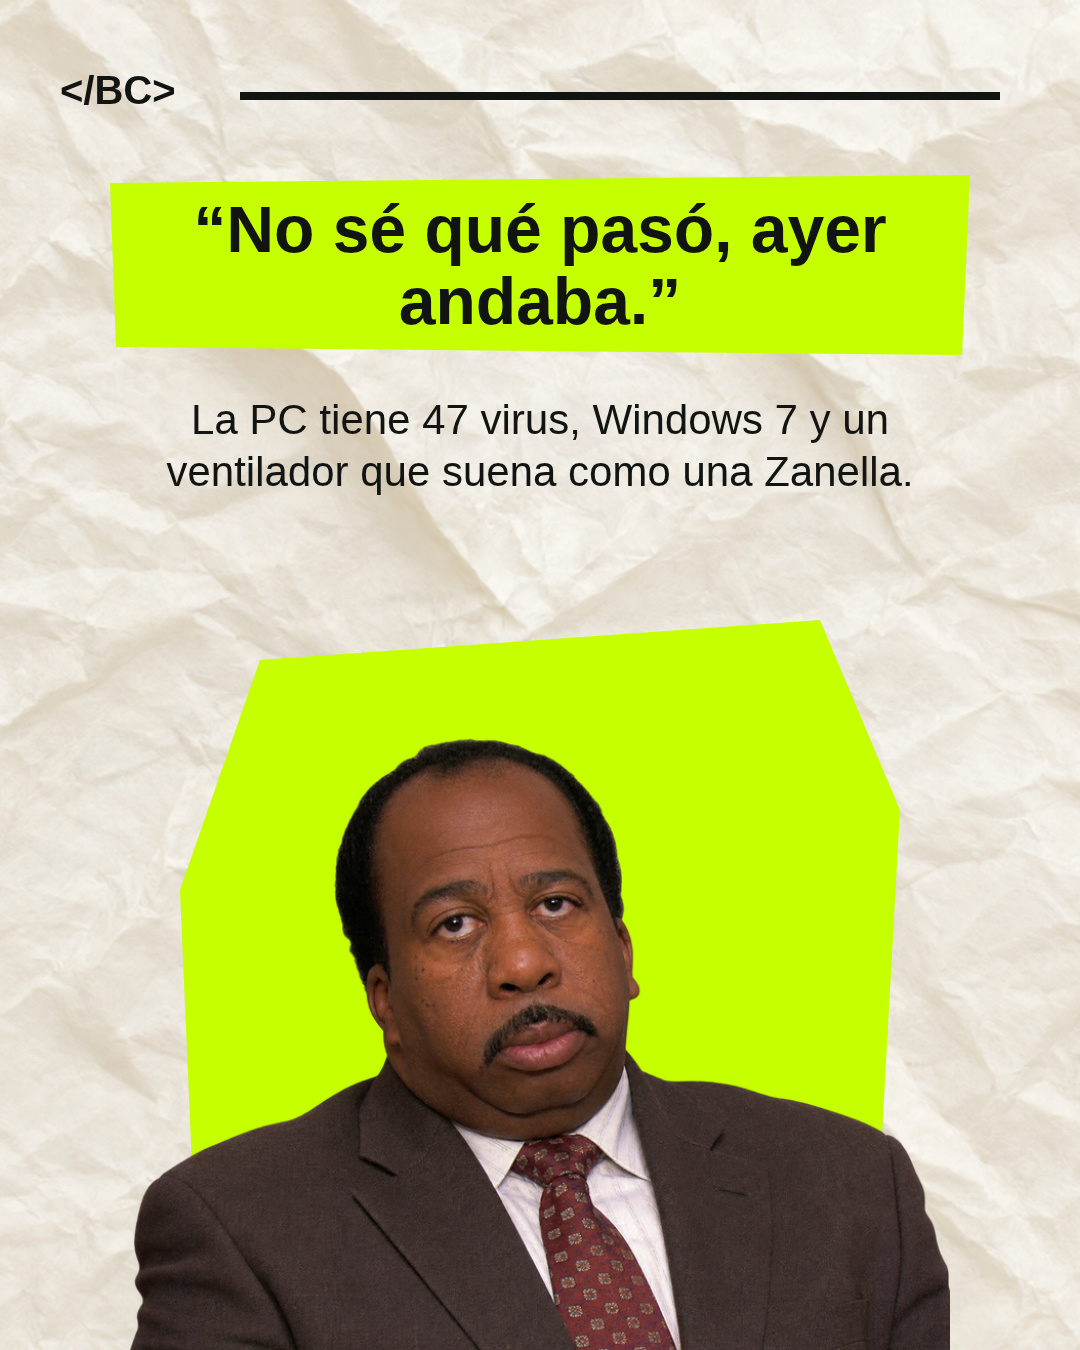 </BC>
“No sé qué pasó, ayer
andaba.”
La PC tiene 47 virus, Windows 7 y un
ventilador que suena como una Zanella.